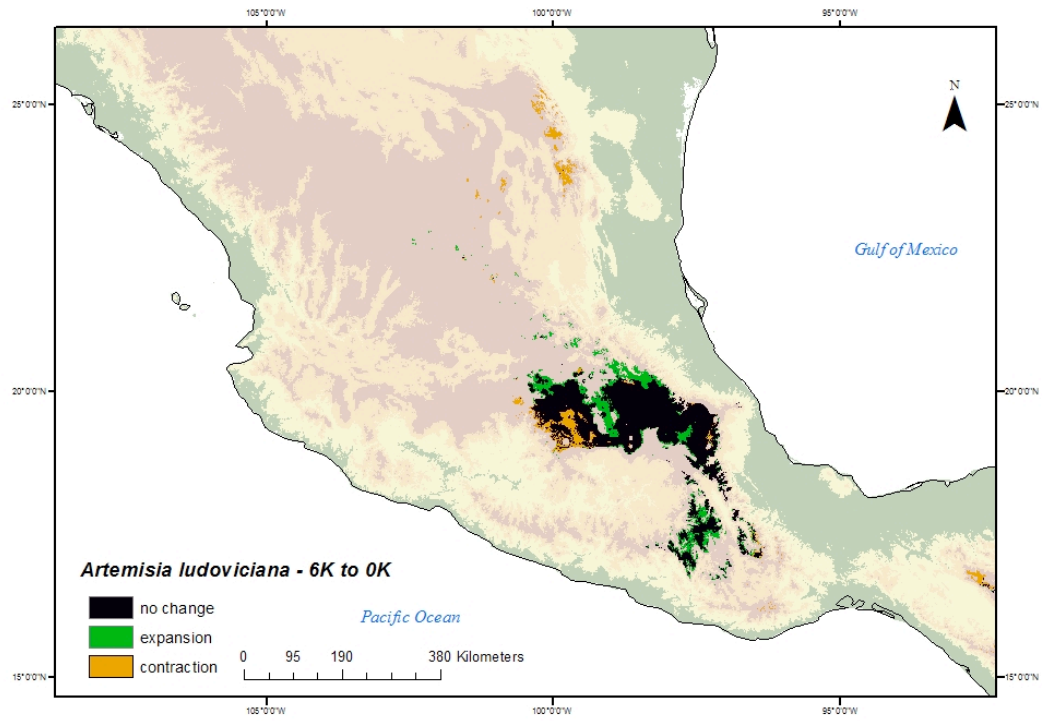 105°0'0"W 100°0'0"W 95°0'0"W
25°0'0"N 25°0'0"N
N
Gulf of Mexico
20°0'0"N 20°0'0"N
Artemisia ludoviciana - 6K to 0K
no change
expansion
contraction
Pacific Ocean
0 95 190 380 Kilometers
15°0'0"N 15°0'0"N
105°0'0"W 100°0'0"W 95°0'0"W